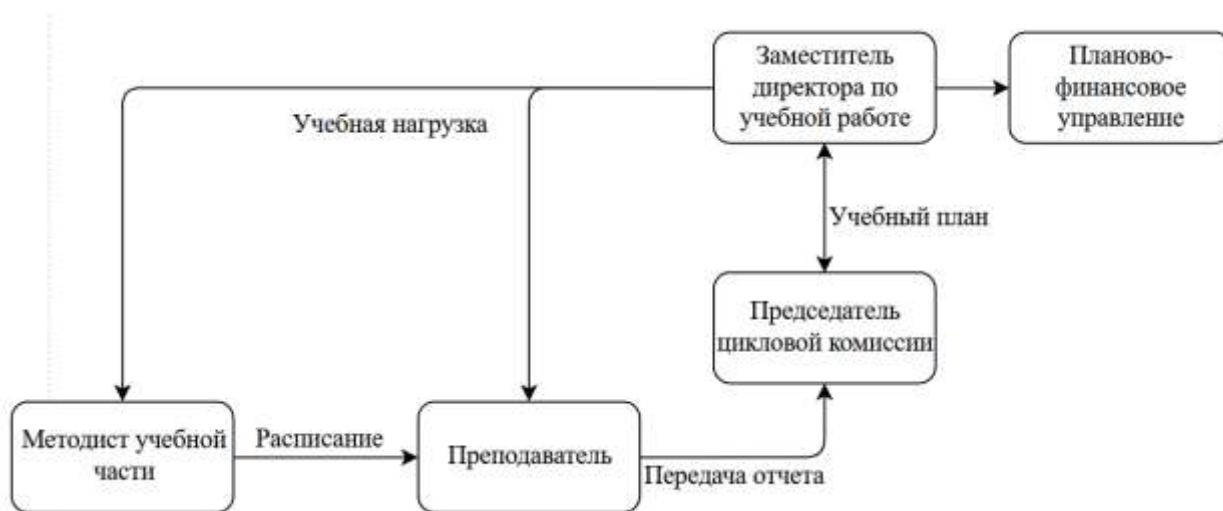 Заместитель
директора по
учебной работе
Планово-
финансовое
управление
Учебная нагрузка
Учебный план
Председатель
цикловой комиссии
Методист учебной
части
Расписание
Преподаватель
Передача отчета